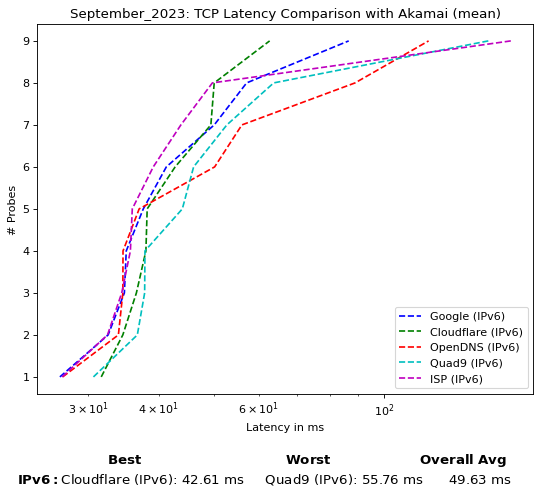 September_2023: TCP Latency Comparison with Akamai (mean)
9
8
7
6
5
4
3
2
1
# Probes
Google (IPv6)
Cloudflare (IPv6)
OpenDNS (IPv6)
Quad9 (IPv6)
ISP (IPv6)
3 × 10¹ 4 × 10¹ 6 × 10¹ 10²
Latency in ms
Best Worst Overall Avg
IPv6: Cloudflare (IPv6): 42.61 ms Quad9 (IPv6): 55.76 ms 49.63 ms